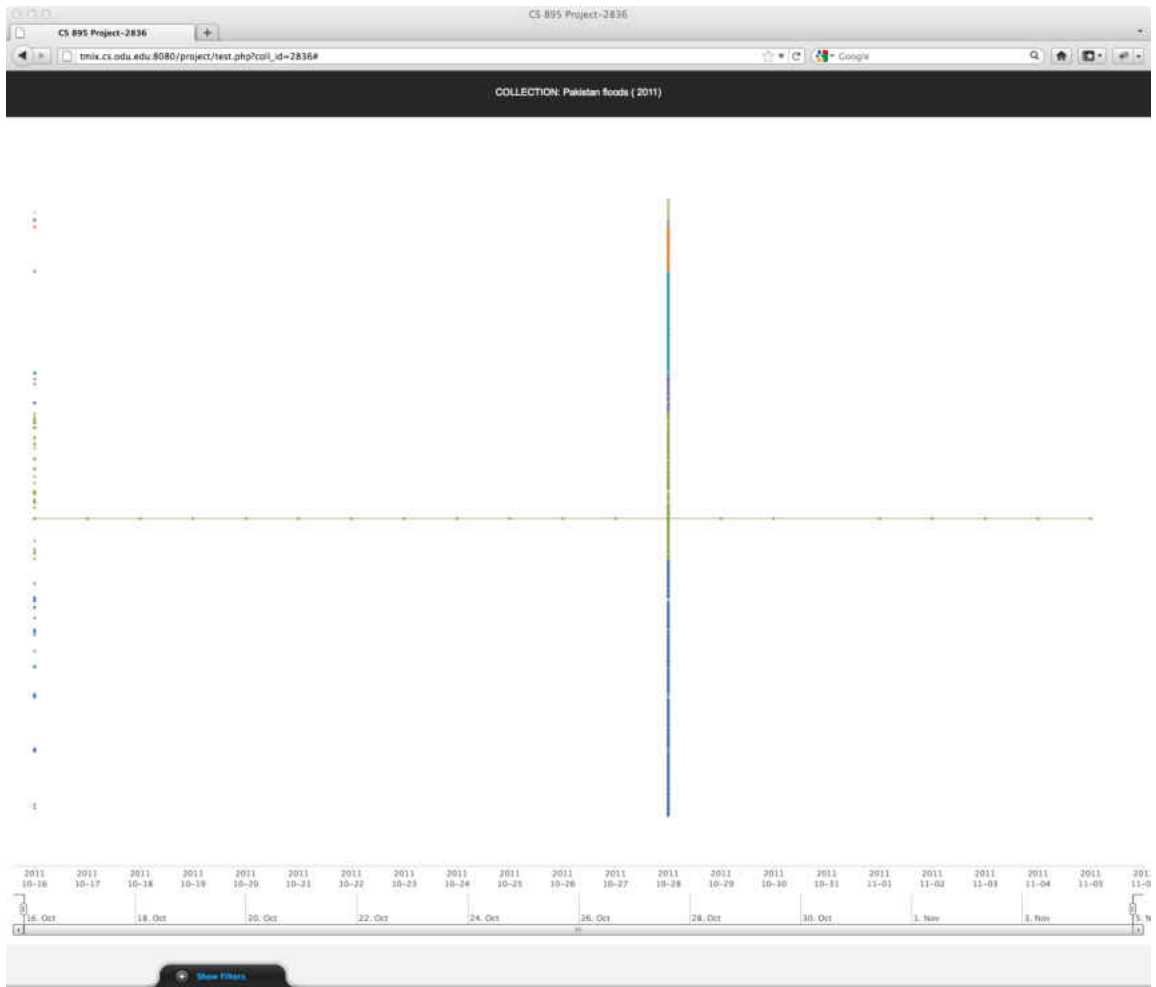 CS 895 Project-2836
CS 895 Project-2836
tmix.cs.odu.edu:8080/project/test.php?coll_id=2836#
Google
COLLECTION: Pakistan floods ( 2011)
2011 2011 2011 2011 2011 2011 2011 2011 2011 2011 2011 2011 2011 2011 2011 2011 2011 2011 2011 2011 2011
10-16 10-17 10-18 10-19 10-20 10-21 10-22 10-23 10-24 10-25 10-26 10-27 10-28 10-29 10-30 10-31 11-01 11-02 11-03 11-04 11-05
16. Oct 18. Oct 20. Oct 22. Oct 24. Oct 26. Oct 28. Oct 30. Oct 1. Nov 3. Nov
Show Filters